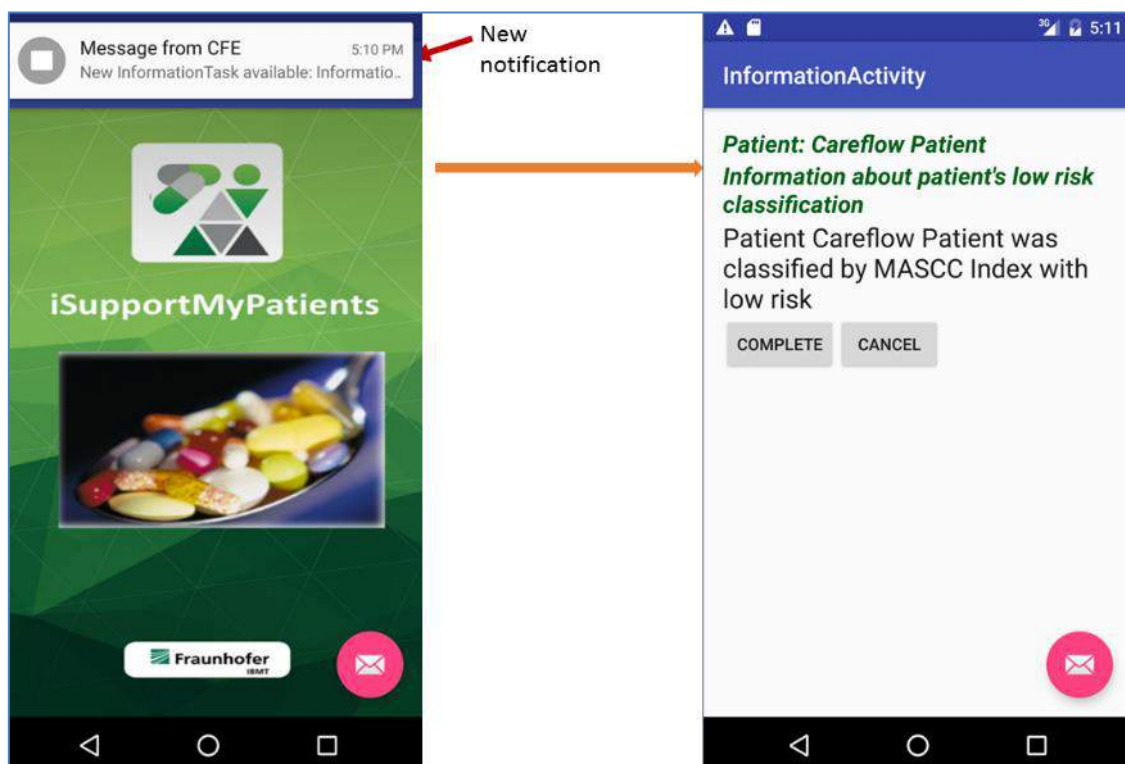 Message from CFE 5:10 PM
New InformationTask available: Informatio..
New
notification
iSupportMyPatients
Fraunhofer
IBMT
3G 5:11
InformationActivity
Patient: Careflow Patient
Information about patient's low risk
classification
Patient Careflow Patient was
classified by MASCC Index with
low risk
COMPLETE CANCEL